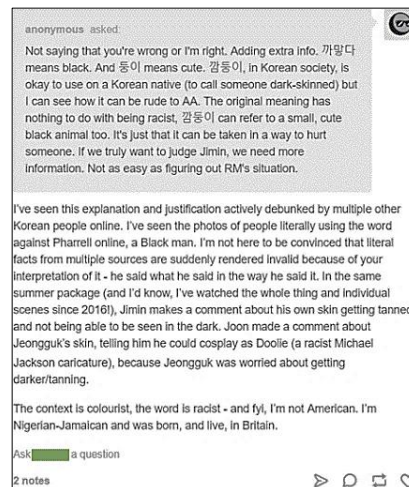 anonymous asked:
Not saying that you're wrong or I'm right. Adding extra info. 까맣다
means black. And 둥이 means cute. 깜둥이, in Korean society, is
okay to use on a Korean native (to call someone dark-skinned) but
I can see how it can be rude to AA. The original meaning has
nothing to do with being racist, 깜둥이 can refer to a small, cute
black animal too. It's just that it can be taken in a way to hurt
someone. If we truly want to judge Jimin, we need more
information. Not as easy as figuring out RM's situation.
I've seen this explanation and justification actively debunked by multiple other
Korean people online. I've seen the photos of people literally using the word
against Pharrell online, a Black man. I'm not here to be convinced that literal
facts from multiple sources are suddenly rendered invalid because of your
interpretation of it - he said what he said in the way he said it. In the same
summer package (and I'd know, I've watched the whole thing and individual
scenes since 2016!), Jimin makes a comment about his own skin getting tanned
and not being able to be seen in the dark. Joon made a comment about
Jeongguk's skin, telling him he could cosplay as Doolie (a racist Michael
Jackson caricature), because Jeongguk was worried about getting
darker/tanning.
The context is colourist, the word is racist - and fyi, I'm not American. I'm
Nigerian-Jamaican and was born, and live, in Britain.
Ask a question
2 notes